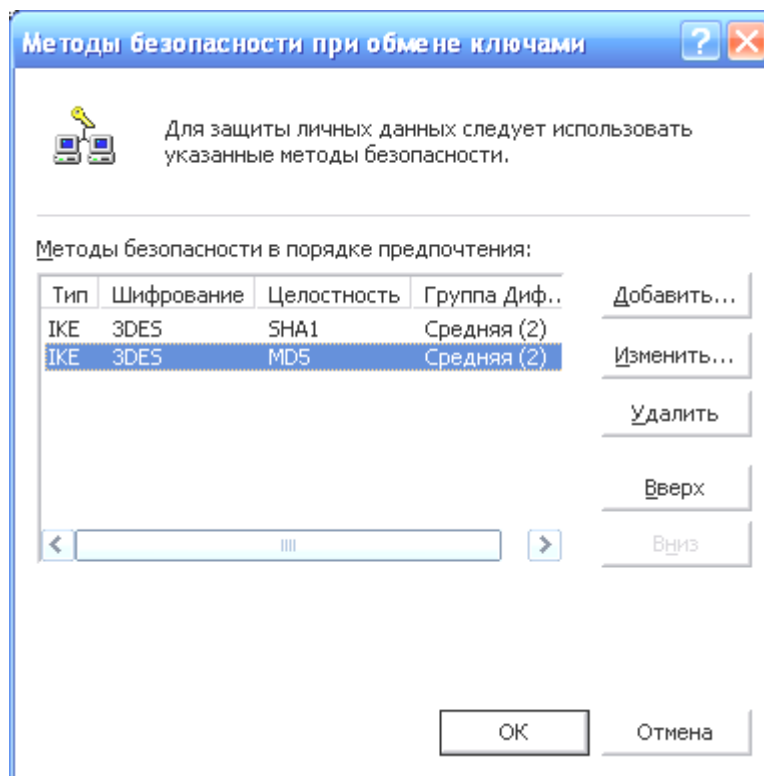 Методы безопасности при обмене ключами
Для защиты личных данных следует использовать
указанные методы безопасности.
Методы безопасности в порядке предпочтения:
Тип Шифрование Целостность Группа Диф..
IKE 3DES SHA1 Средняя (2)
IKE 3DES MD5 Средняя (2)
Добавить...
Изменить...
Удалить
Вверх
Вниз
ОК Отмена